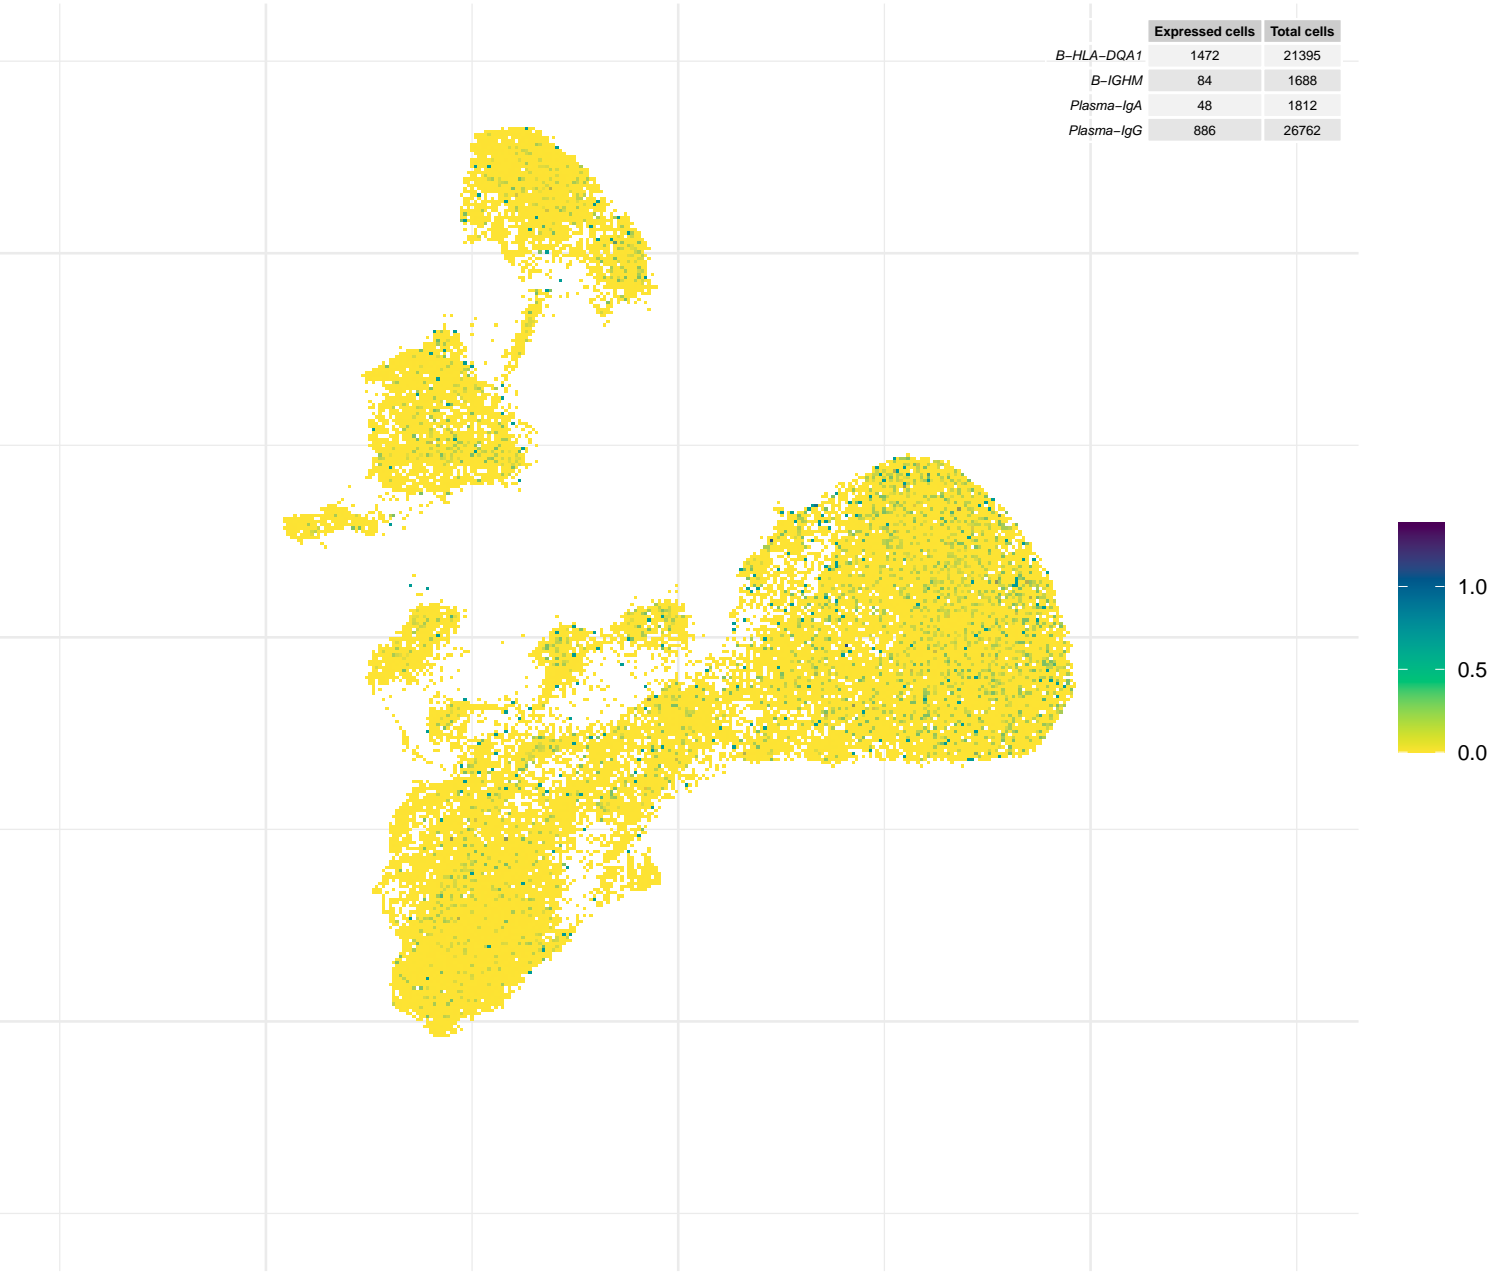 Expressed cells Total cells
B−HLA−DQA1 1472 21395
B−IGHM 84 1688
Plasma−IgA 48 1812
Plasma−IgG 886 26762
1.0
0.5
0.0